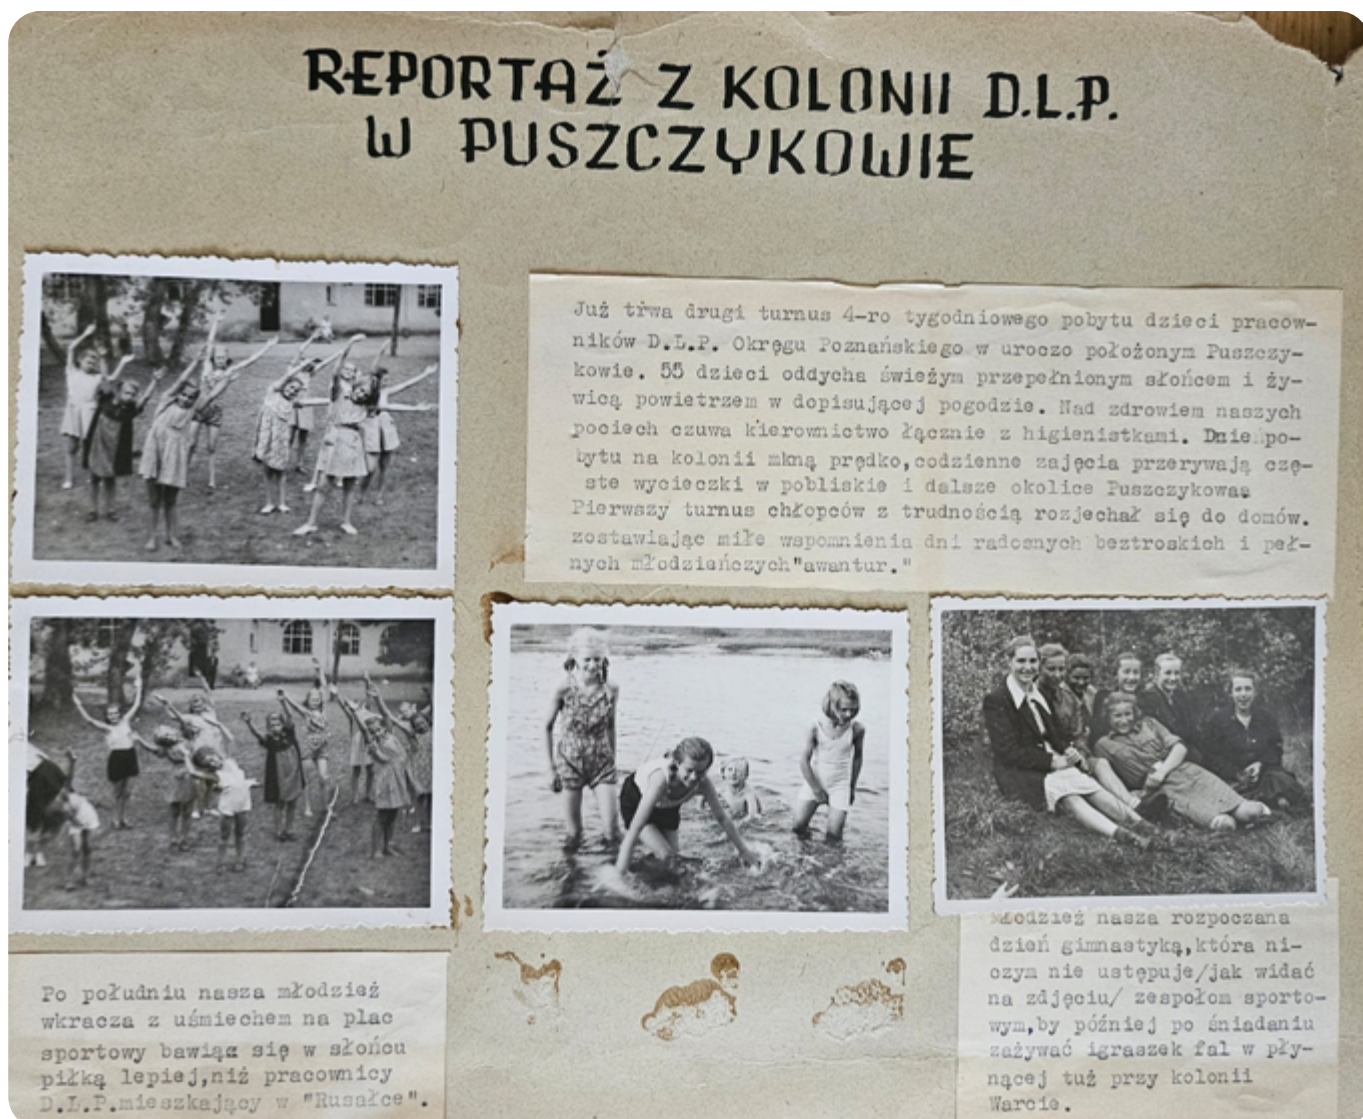 REPORTAŻ Z KOLONII D.L.P.
W PUSZCZYKOWIE
Już trwa drugi turnus 4-ro tygodniowego pobytu dzieci pracow-
ników D.L.P. Okręgu Poznańskiego w uroczo położonym Puszczy-
kowie. 55 dzieci oddycha świeżym przepełnionym słońcem i ży-
wicą powietrzem w dopisującej pogodzie. Nad zdrowiem naszych
pociech czuwa kierownictwo łącznie z higienistkami. Dnie po-
bytu na kolonii mkną prędko,codzienne zajęcia przerywają czę-
ste wycieczki w pobliskie i dalsze okolice Puszczykowa
Pierwszy turnus chłopców z trudnością rozjechał się do domów.
zostawiając miłe wspomnienia dni radosnych beztroskich i peł-
nych młodzieńczych"awantur."
Młodzież nasza rozpoczana
dzień gimnastyką,która ni-
czym nie ustępuje/jak widać
na zdjęciu/ zespołom sporto-
wym,by później po śniadaniu
zażywać igraszek fal w pły-
nącej tuż przy kolonii
Warcie.
Po południu nasza młodzież
wkracza z uśmiechem na plac
sportowy bawiąc się w słońcu
piłką lepiej,niż pracownicy
D.L.P.mieszkający w "Rusałce".